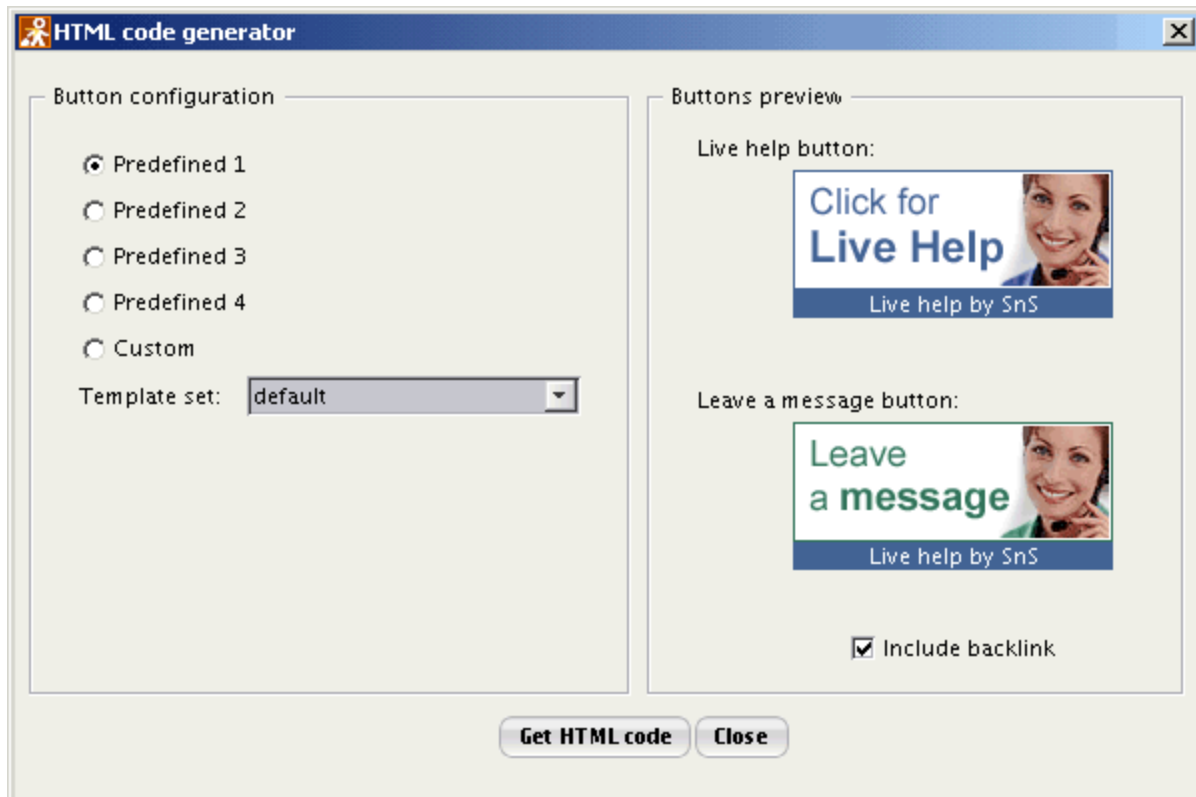 HTML code generator
Button configuration
Predefined 1
Predefined 2
Predefined 3
Predefined 4
Custom
Template set: default
Buttons preview
Live help button:
Click for
Live Help
Live help by SnS
Leave a message button:
Leave
a message
Live help by SnS
Include backlink
Get HTML code Close